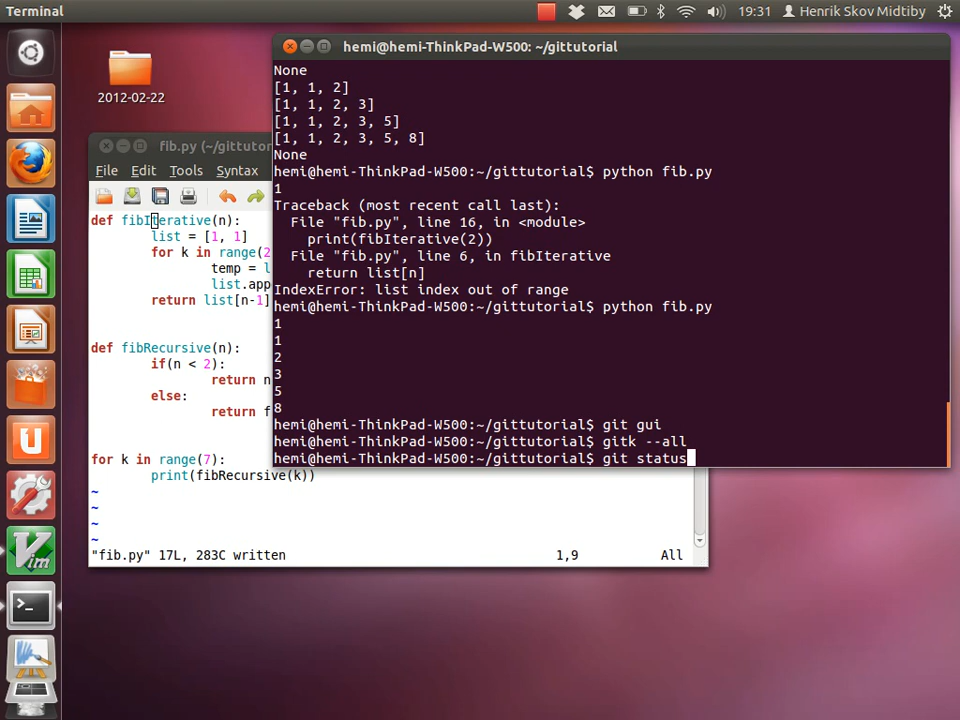 Terminal
19:31
Henrik Skov Midtiby
2012-02-22
hemi@hemi-ThinkPad-W500: ~/gittutorial
None
[1, 1, 2]
[1, 1, 2, 3]
[1, 1, 2, 3, 5]
[1, 1, 2, 3, 5, 8]
None
hemi@hemi-ThinkPad-W500:~/gittutorial$ python fib.py
1
Traceback (most recent call last):
  File "fib.py", line 16, in <module>
    print(fibIterative(2))
  File "fib.py", line 6, in fibIterative
    return list[n]
IndexError: list index out of range
hemi@hemi-ThinkPad-W500:~/gittutorial$ python fib.py
1
1
2
3
5
8
hemi@hemi-ThinkPad-W500:~/gittutorial$ git gui
hemi@hemi-ThinkPad-W500:~/gittutorial$ gitk --all
hemi@hemi-ThinkPad-W500:~/gittutorial$ git status
fib.py (~/gittutor
File Edit Tools Syntax
def fibIterative(n):
        list = [1, 1]
        for k in range(2
                temp = l
                list.app
        return list[n-1]
def fibRecursive(n):
        if(n < 2):
                return n
        else:
                return f
for k in range(7):
        print(fibRecursive(k))
~
~
~
~
"fib.py" 17L, 283C written 1,9 All
Vim